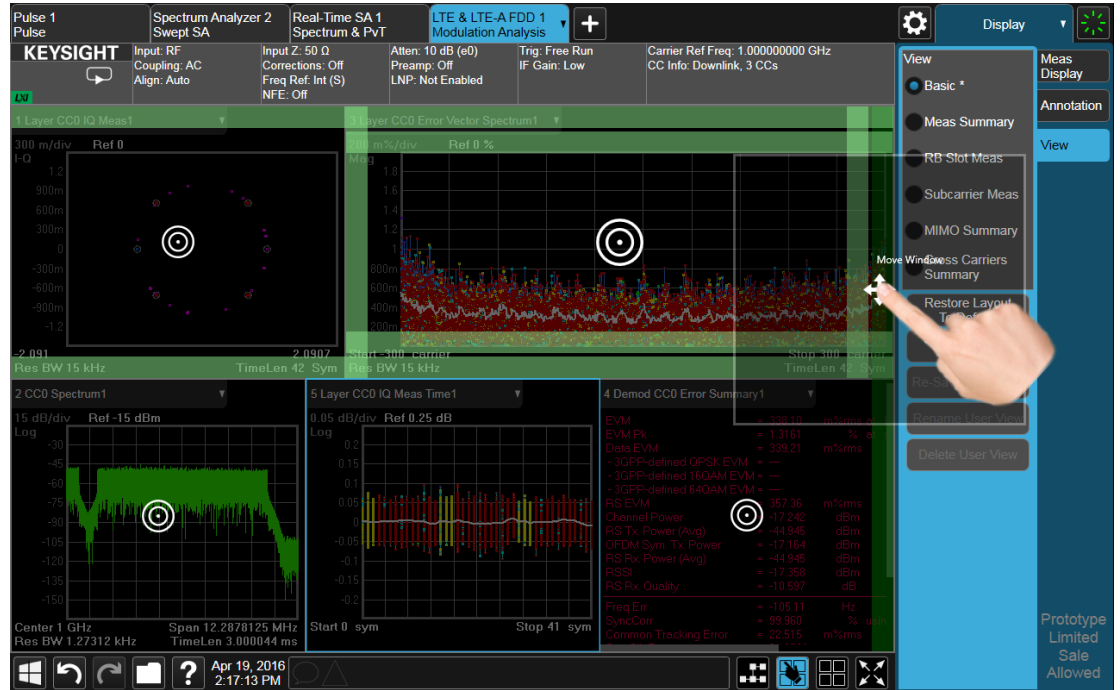 Pulse 1
Pulse
Spectrum Analyzer 2
Swept SA
Real-Time SA 1
Spectrum & PvT
LTE & LTE-A FDD 1
Modulation Analysis
Display
KEYSIGHT
LXI
Input: RF
Coupling: AC
Align: Auto
Input Z: 50 Ω
Corrections: Off
Freq Ref: Int (S)
NFE: Off
Atten: 10 dB (e0)
Preamp: Off
LNP: Not Enabled
Trig: Free Run
IF Gain: Low
Carrier Ref Freq: 1.000000000 GHz
CC Info: Downlink, 3 CCs
1 Layer CC0 IQ Meas1
300 m/div Ref 0
I-Q
1.2
900m
600m
300m
0
-300m
-600m
-900m
-1.2
-2.091 2.0907
Res BW 15 kHz TimeLen 42 Sym
3 Layer CC0 Error Vector Spectrum1
200 m%/div Ref 0 %
Mag
1.8
1.6
1.4
1.2
800m
600m
400m
200m
Start -300 carrier Stop 300 carrier
Res BW 15 kHz TimeLen 42 Sym
2 CC0 Spectrum1
15 dB/div Ref -15 dBm
Log
-30
-45
-60
-75
-90
-105
-120
-135
-150
Center 1 GHz Span 12.2878125 MHz
Res BW 1.27312 kHz TimeLen 3.000044 ms
5 Layer CC0 IQ Meas Time1
0.05 dB/div Ref 0.25 dB
Log
0.2
0.15
0.1
0.05
0
-0.05
-0.1
-0.15
-0.2
Start 0 sym Stop 41 sym
4 Demod CC0 Error Summary1
EVM = 339.10 m%rms at
EVM Pk = 1.3161 % at
Data EVM = 339.21 m%rms
- 3GPP-defined QPSK EVM = ---
- 3GPP-defined 16QAM EVM = ---
- 3GPP-defined 64QAM EVM = ---
RS EVM = 357.36 m%rms
Channel Power = -17.242 dBm
RS Tx. Power (Avg) = -44.945 dBm
OFDM Sym. Tx. Power = -17.164 dBm
RS Rx. Power (Avg) = -44.945 dBm
RSSI = -17.358 dBm
RS Rx. Quality = -10.597 dB
Freq Err = -105.11 Hz
SyncCorr = 99.960 %
Common Tracking Error = 22.515 m%rms
View
Basic *
Meas Summary
RB Slot Meas
Subcarrier Meas
MIMO Summary
Move Window
Cross Carriers
Summary
Restore Layout
Rename User View
Delete User View
Meas
Display
Annotation
View
Prototype
Limited
Sale
Allowed
?
Apr 19, 2016
2:17:13 PM